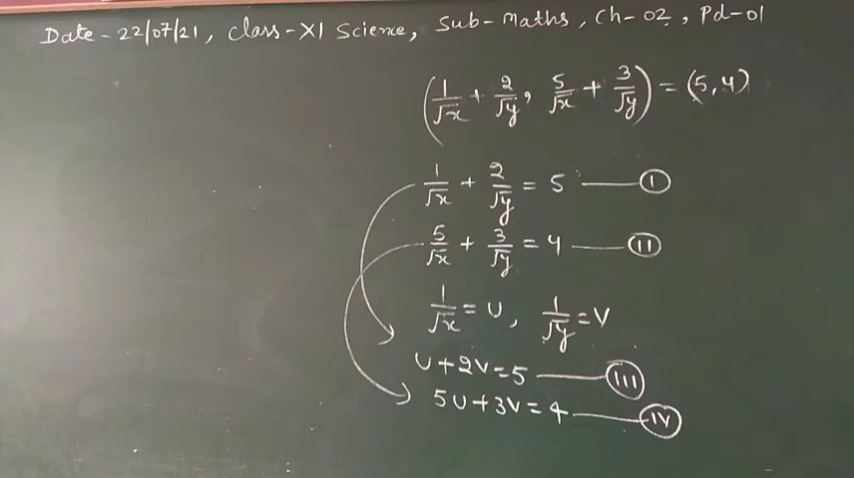 Date - 22/07/21, Class - XI Science, Sub - Maths, Ch - 02, Pd - 01
(1/√x + 2/√y, 5/√x + 3/√y) = (5, 4)
1/√x + 2/√y = 5 — (I)
5/√x + 3/√y = 4 — (II)
1/√x = U, 1/√y = V
U + 2V = 5 — (III)
5U + 3V = 4 — (IV)